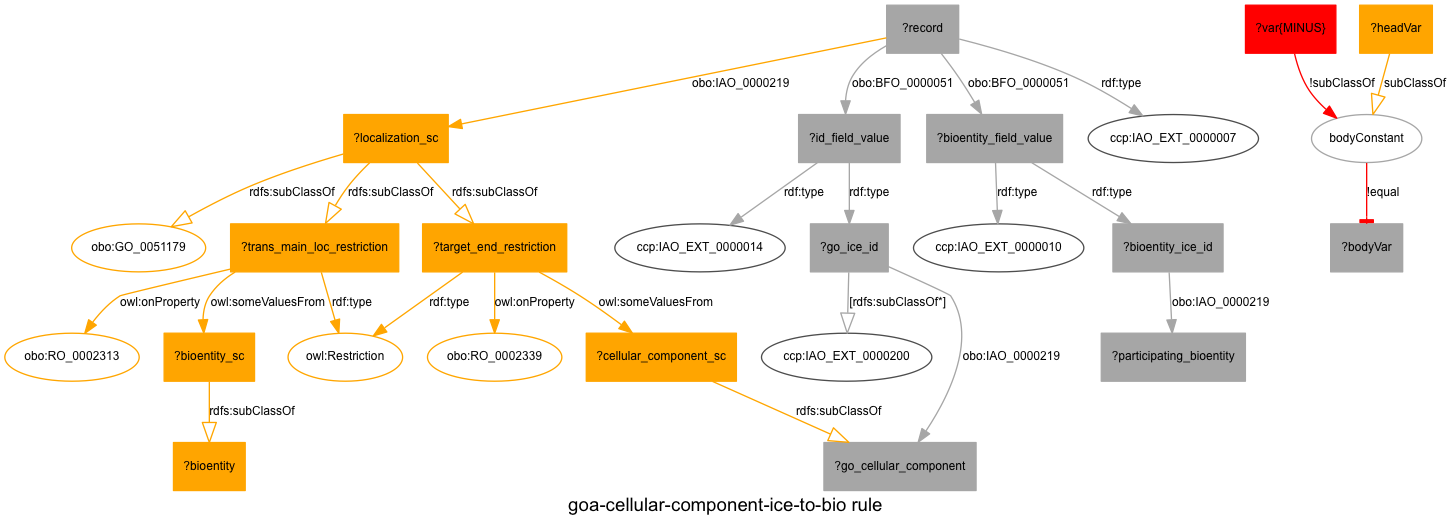 ?record
?var{MINUS}
?headVar
obo:IAO_0000219
obo:BFO_0000051
obo:BFO_0000051
rdf:type
!subClassOf
subClassOf
?localization_sc
?id_field_value
?bioentity_field_value
ccp:IAO_EXT_0000007
bodyConstant
rdfs:subClassOf
rdfs:subClassOf
rdfs:subClassOf
rdf:type
rdf:type
rdf:type
rdf:type
!equal
obo:GO_0051179
?trans_main_loc_restriction
?target_end_restriction
ccp:IAO_EXT_0000014
?go_ice_id
ccp:IAO_EXT_0000010
?bioentity_ice_id
?bodyVar
owl:onProperty
owl:someValuesFrom
rdf:type
rdf:type
owl:onProperty
owl:someValuesFrom
[rdfs:subClassOf*]
obo:IAO_0000219
obo:RO_0002313
?bioentity_sc
owl:Restriction
obo:RO_0002339
?cellular_component_sc
ccp:IAO_EXT_0000200
obo:IAO_0000219
?participating_bioentity
rdfs:subClassOf
rdfs:subClassOf
?bioentity
?go_cellular_component
goa-cellular-component-ice-to-bio rule